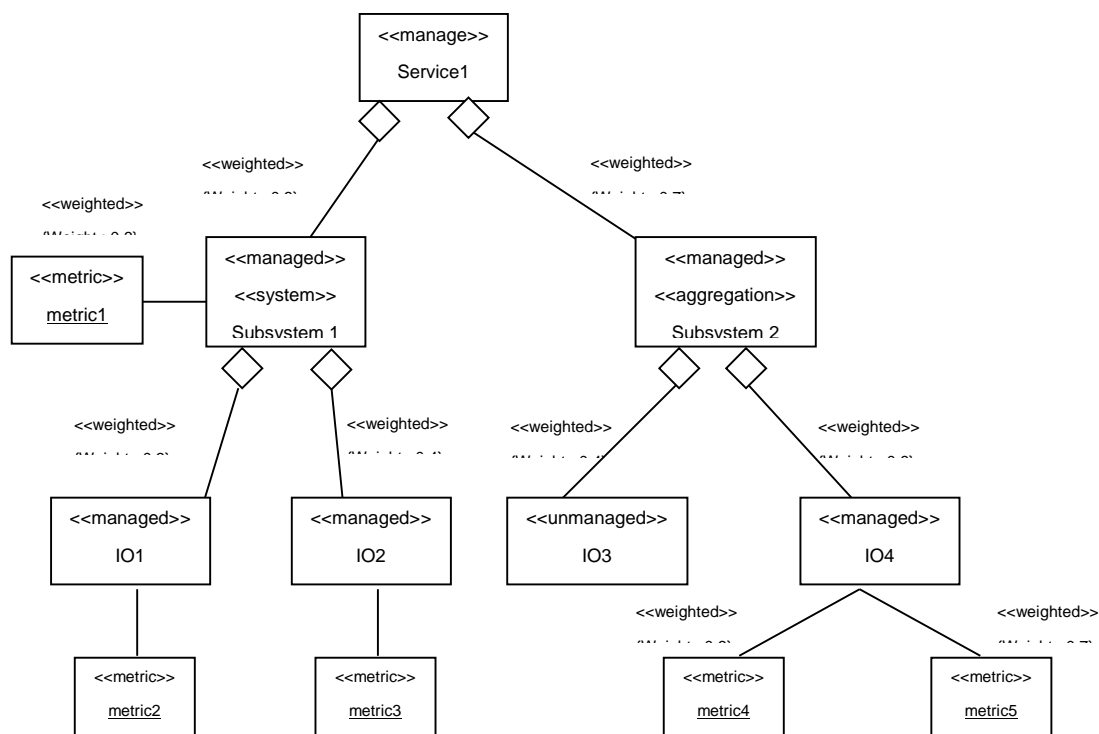 <<manage>>
Service1
<<weighted>>
<<weighted>>
<<weighted>>
<<managed>>
<<system>>
Subsystem 1
<<managed>>
<<aggregation>>
Subsystem 2
<<metric>>
metric1
<<weighted>>
<<weighted>>
<<weighted>>
<<weighted>>
<<managed>>
IO1
<<managed>>
IO2
<<unmanaged>>
IO3
<<managed>>
IO4
<<weighted>>
<<weighted>>
<<metric>>
metric2
<<metric>>
metric3
<<metric>>
metric4
<<metric>>
metric5